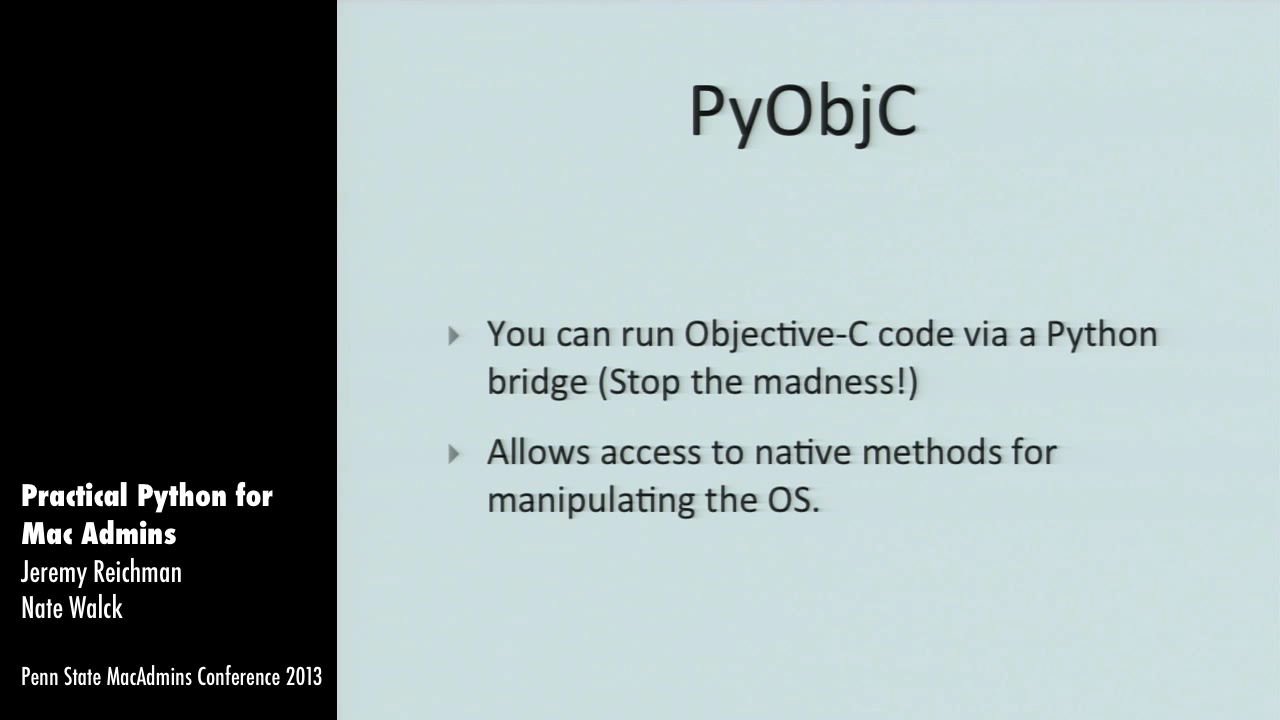 PyObjC
You can run Objective-C code via a Python
bridge (Stop the madness!)
Allows access to native methods for
manipulating the OS.
Practical Python for
Mac Admins
Jeremy Reichman
Nate Walck
Penn State MacAdmins Conference 2013